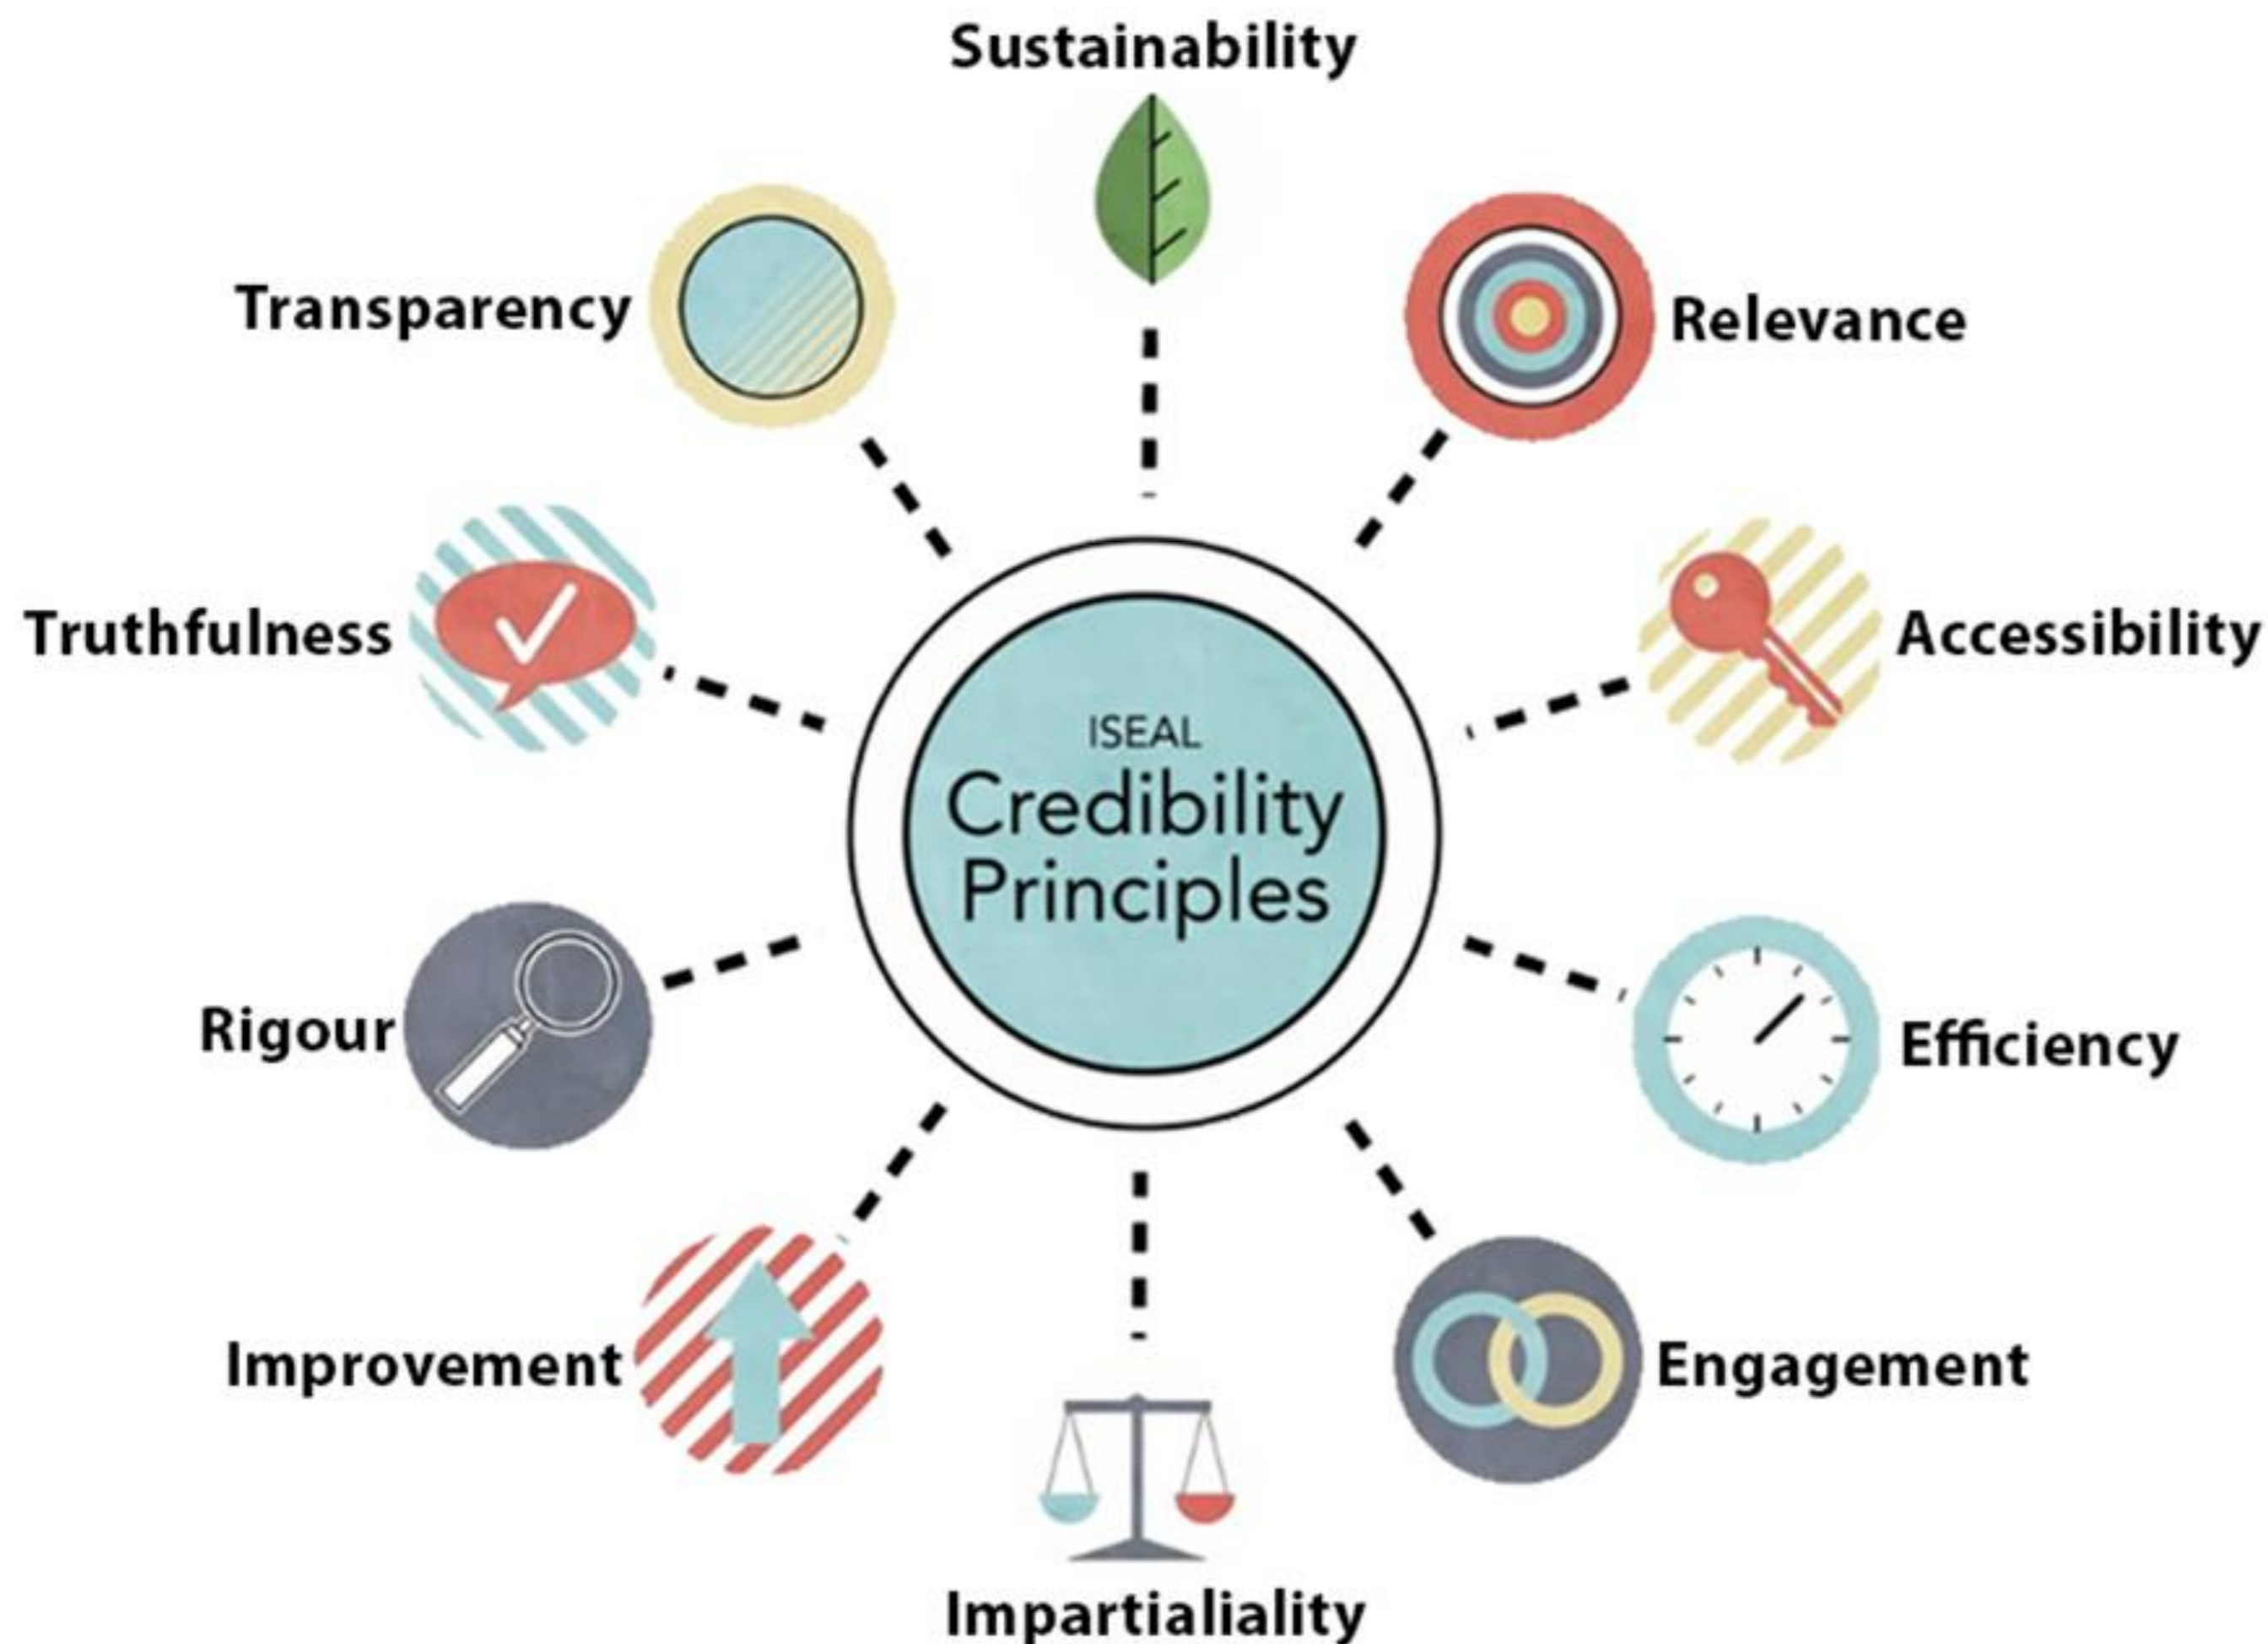 Sustainability
Transparency
Relevance
Truthfulness
Accessibility
ISEAL
Credibility
Principles
Rigour
Efficiency
Improvement
Engagement
Impartialiality